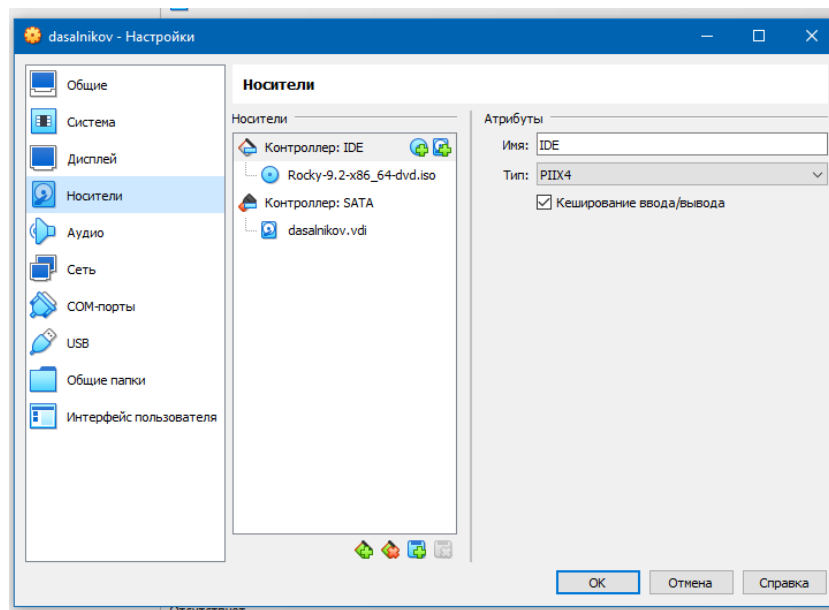 dasalnikov - Настройки
Общие
Система
Дисплей
Носители
Аудио
Сеть
COM-порты
USB
Общие папки
Интерфейс пользователя
Носители
Носители
Контроллер: IDE
Rocky-9.2-x86_64-dvd.iso
Контроллер: SATA
dasalnikov.vdi
Атрибуты
Имя: IDE
Тип: PIIX4
Кеширование ввода/вывода
OK Отмена Справка